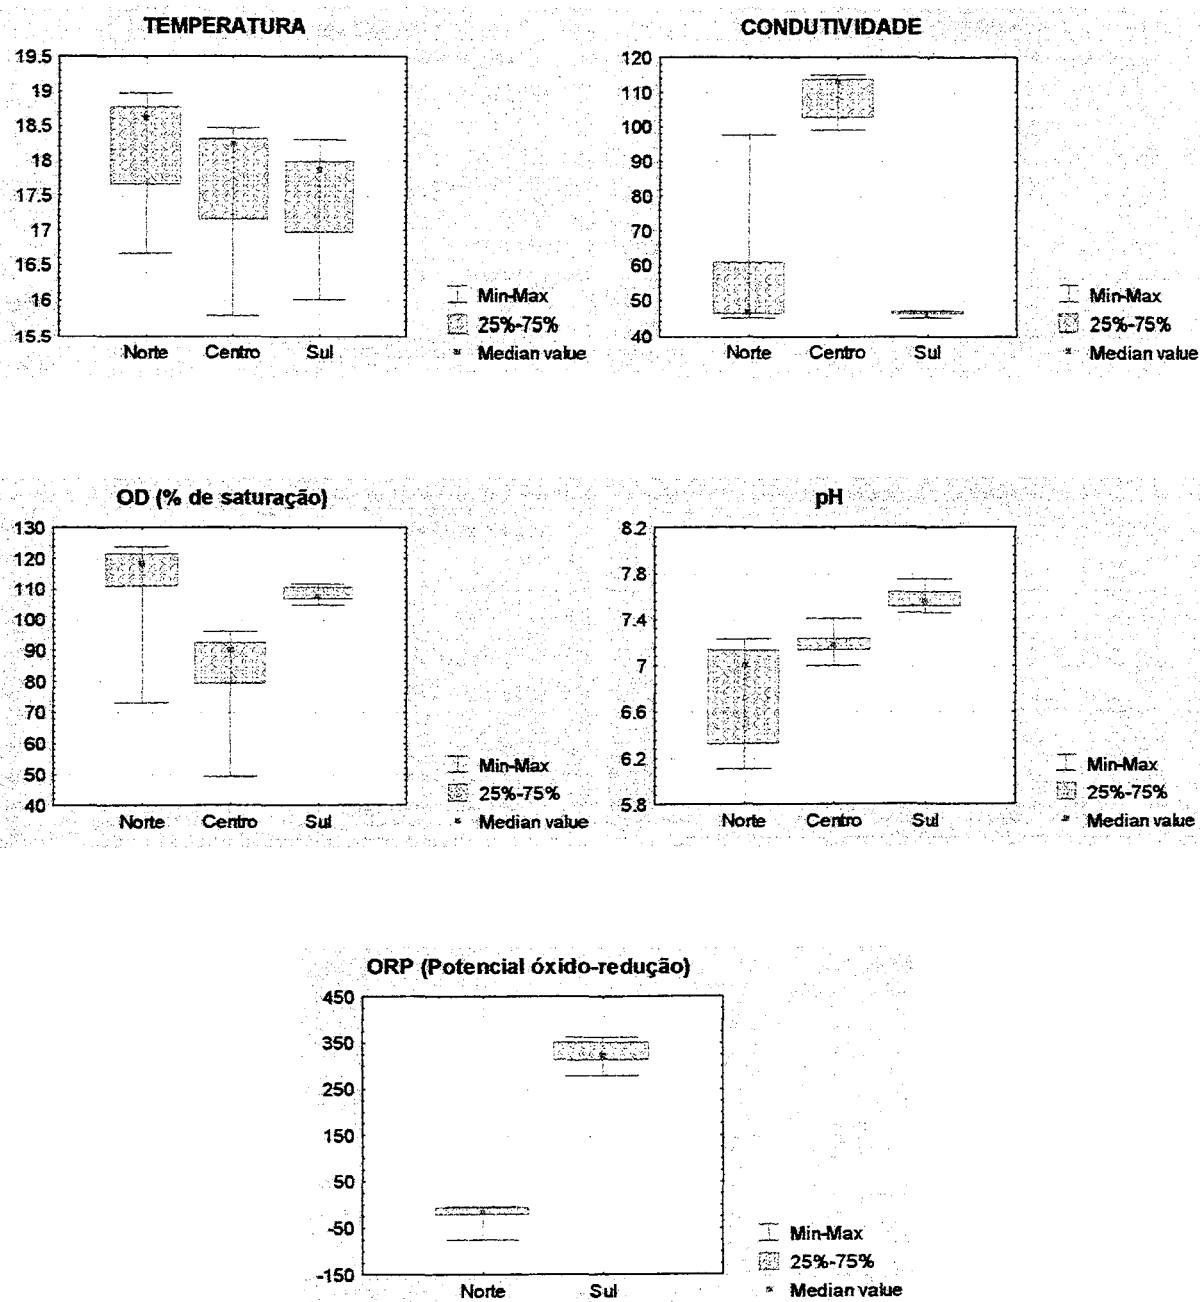 TEMPERATURA
19.5
19
18.5
18
17.5
17
16.5
16
15.5
Norte Centro Sul
Min-Max
25%-75%
Median value
CONDUTIVIDADE
120
110
100
90
80
70
60
50
40
Norte Centro Sul
Min-Max
25%-75%
Median value
OD (% de saturação)
130
120
110
100
90
80
70
60
50
40
Norte Centro Sul
Min-Max
25%-75%
Median value
pH
8.2
7.8
7.4
7
6.6
6.2
5.8
Norte Centro Sul
Min-Max
25%-75%
Median value
ORP (Potencial óxido-redução)
450
350
250
150
50
-50
-150
Norte Sul
Min-Max
25%-75%
Median value